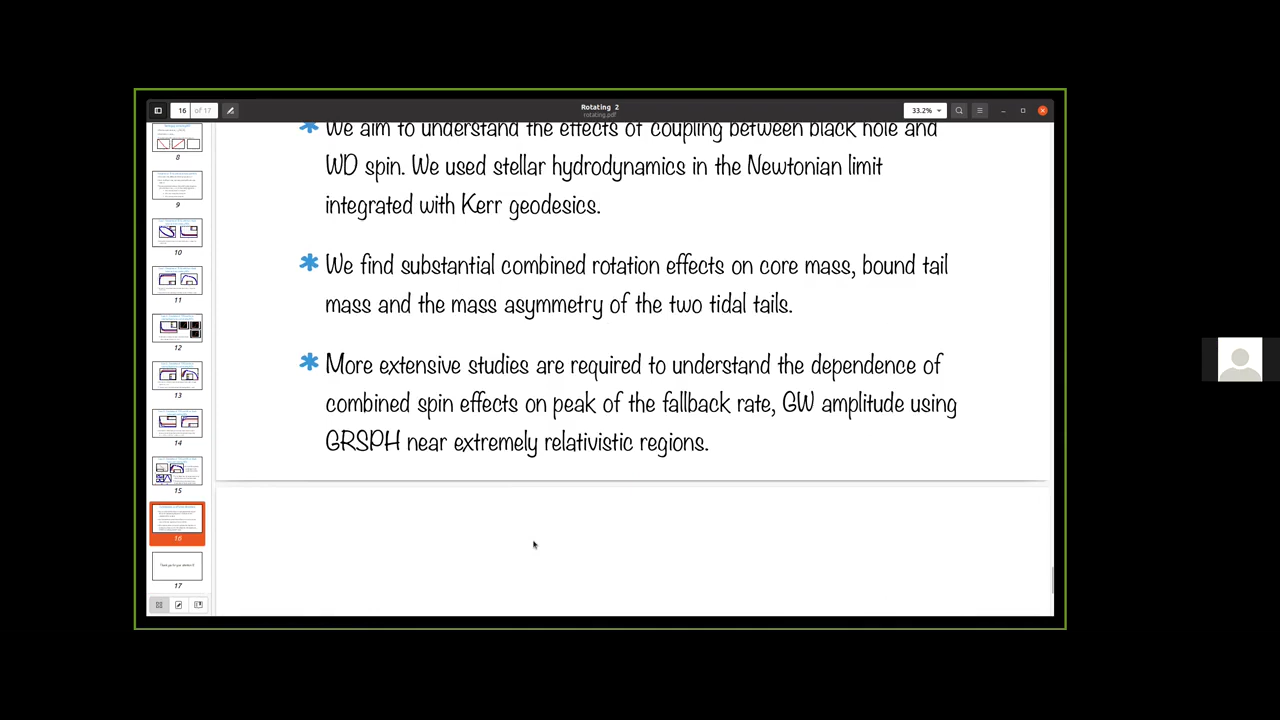 Rotating 2
rotating.pdf
16 of 17
33.2%
We aim to understand the effects of coupling between black hole and
WD spin. We used stellar hydrodynamics in the Newtonian limit
integrated with Kerr geodesics.
We find substantial combined rotation effects on core mass, bound tail
mass and the mass asymmetry of the two tidal tails.
More extensive studies are required to understand the dependence of
combined spin effects on peak of the fallback rate, GW amplitude using
GRSPH near extremely relativistic regions.
8
9
10
11
12
13
14
15
16
17